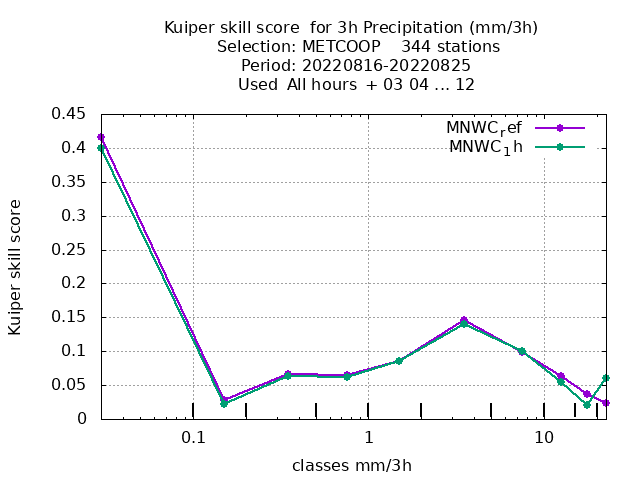 Kuiper skill score  for 3h Precipitation (mm/3h)
Selection: METCOOP    344 stations
Period: 20220816-20220825
Used  All hours  + 03 04 ... 12
MNWC_ref
MNWC_1h
0.45
0.4
0.35
0.3
0.25
0.2
0.15
0.1
0.05
0
Kuiper skill score
0.1 1 10
classes mm/3h